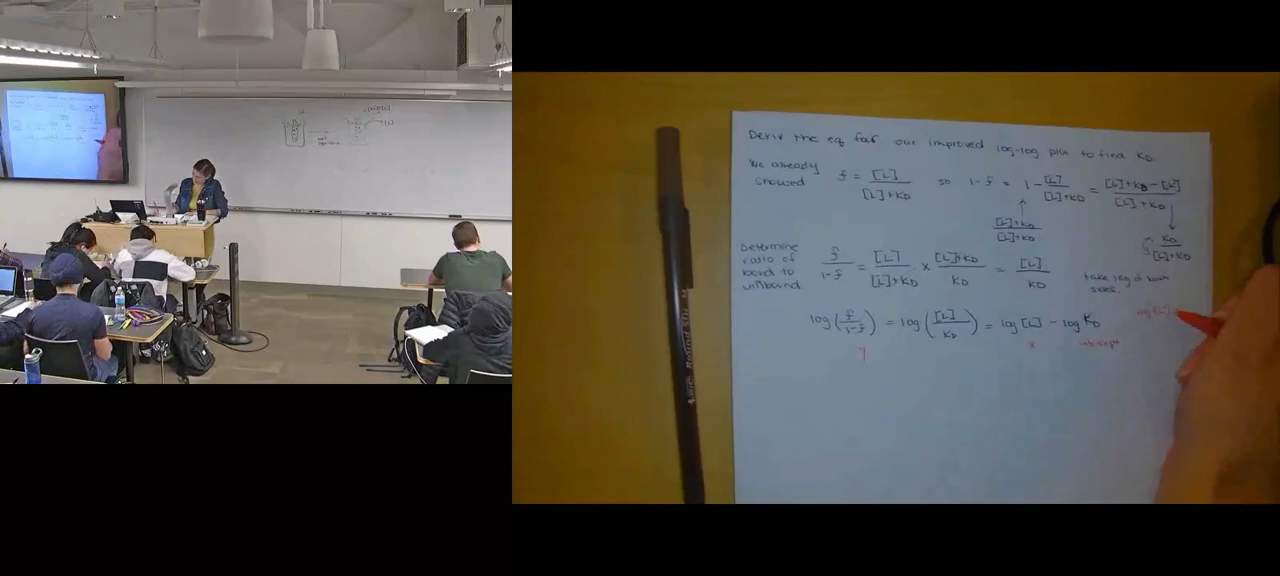 Deriv the eq for our improved log-log plot to find KD.
We already showed f = [L] / [L]+KD so 1-f = 1 - [L] / [L]+KD = [L]+KD-[L] / [L]+KD
[L]+KD / [L]+KD
KD / [L]+KD
Determine ratio of bond to unbound f / 1-f = [L] / [L]+KD × [L]+KD / KD = [L] / KD
take log of both sides.
log(f / 1-f) = log([L] / KD) = log [L] - log KD
y x intercept
log[L]